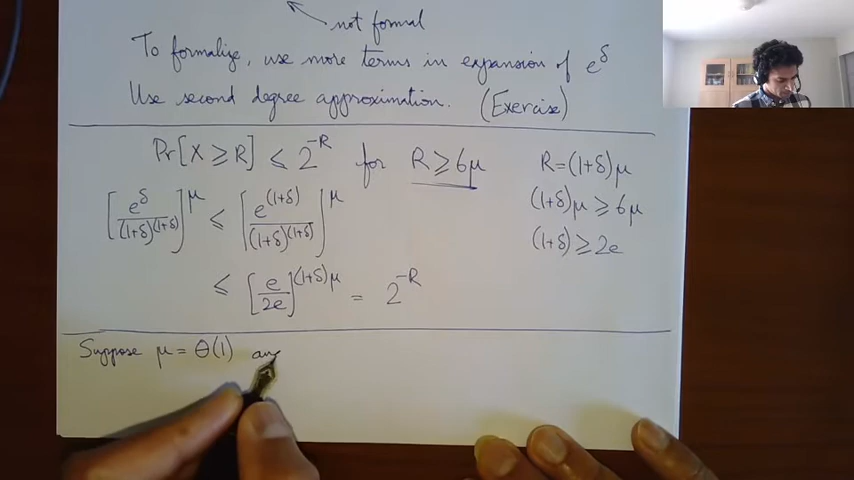 not formal
To formalize, use more terms in expansion of e^δ
Use second degree approximation. (Exercise)
Pr[X ⩾ R] ⩽ 2^{-R} for R ⩾ 6μ
R = (1+δ)μ
(1+δ)μ ⩾ 6μ
(1+δ) ⩾ 2e
[e^δ / (1+δ)^{(1+δ)}]^μ ⩽ [e^{(1+δ)} / (1+δ)^{(1+δ)}]^μ
⩽ [e / 2e]^{(1+δ)μ} = 2^{-R}
Suppose μ = Θ(1) an